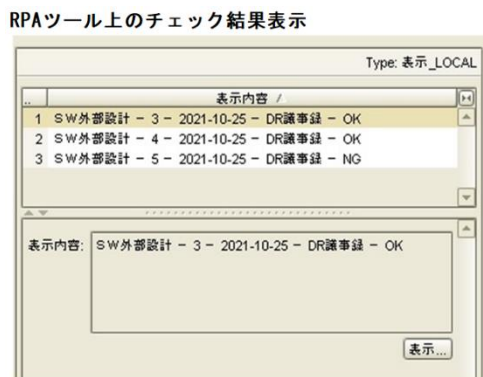 RPAツール上のチェック結果表示
Type: 表示_LOCAL
.. 表示内容 /
1 SW外部設計 − 3 − 2021-10-25 − DR議事録 − OK
2 SW外部設計 − 4 − 2021-10-25 − DR議事録 − OK
3 SW外部設計 − 5 − 2021-10-25 − DR議事録 − NG
表示内容: SW外部設計 − 3 − 2021-10-25 − DR議事録 − OK
表示...